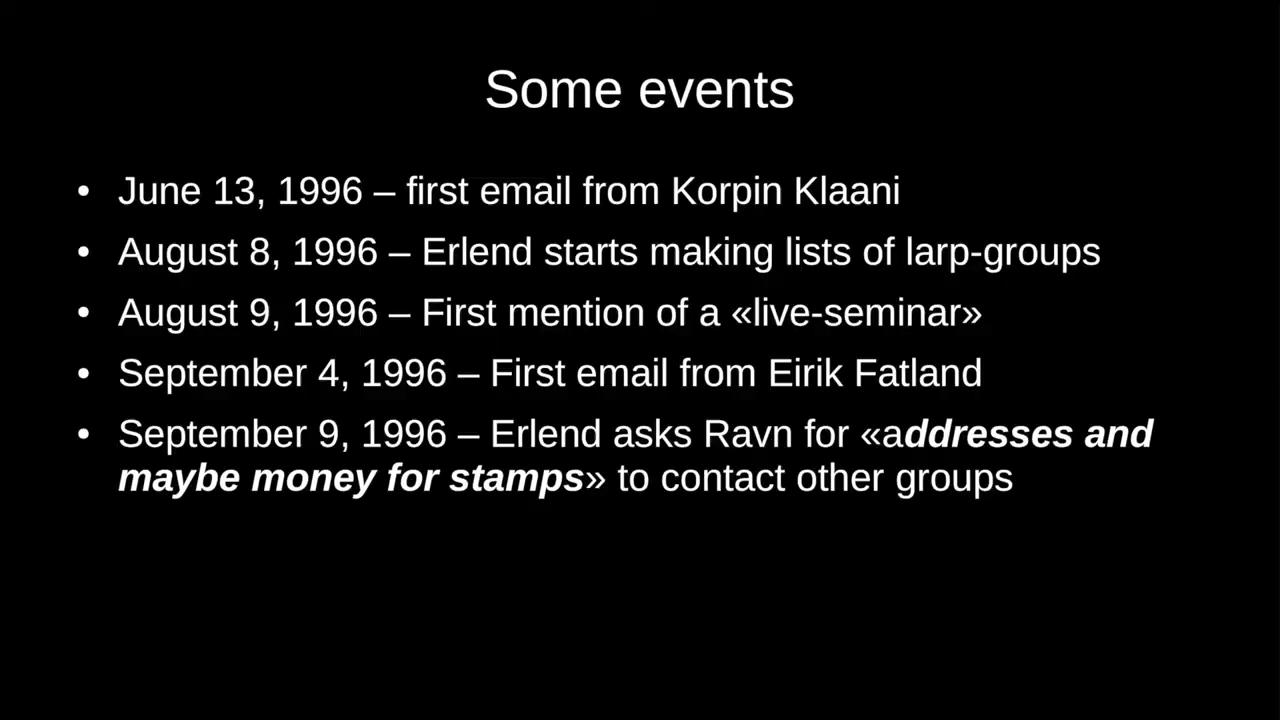 Some events
• June 13, 1996 – first email from Korpin Klaani
• August 8, 1996 – Erlend starts making lists of larp-groups
• August 9, 1996 – First mention of a «live-seminar»
• September 4, 1996 – First email from Eirik Fatland
• September 9, 1996 – Erlend asks Ravn for «addresses and
maybe money for stamps» to contact other groups